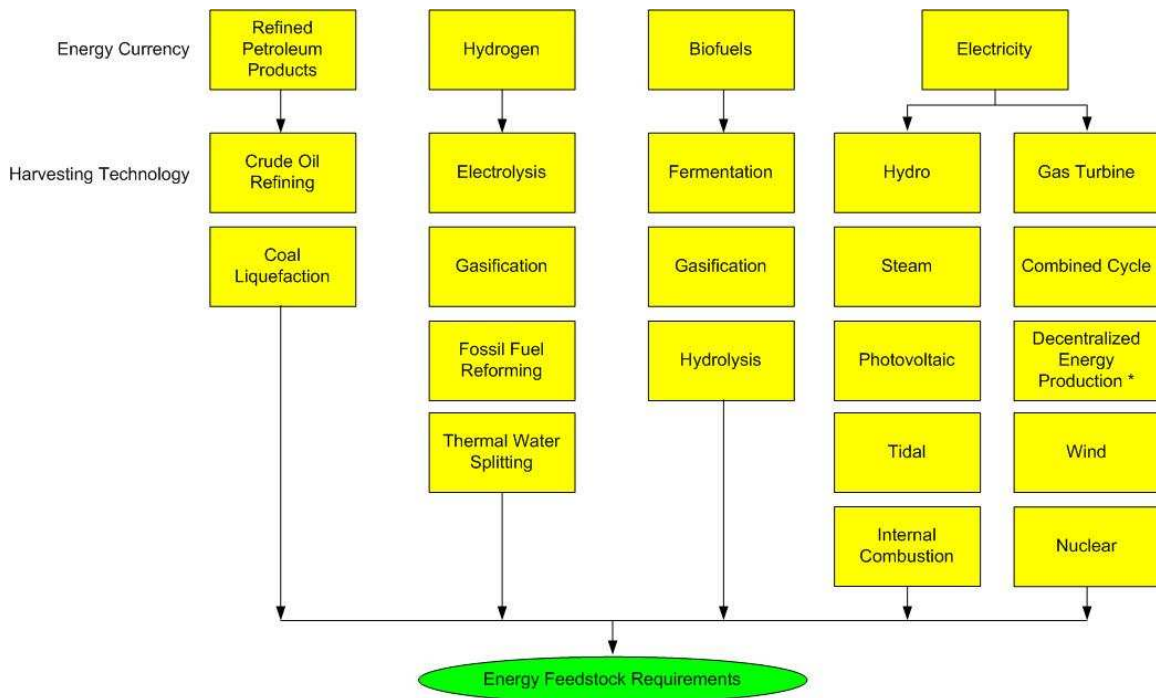 Energy Currency
Refined
Petroleum
Products
Hydrogen
Biofuels
Electricity
Harvesting Technology
Crude Oil
Refining
Electrolysis
Fermentation
Hydro
Gas Turbine
Coal
Liquefaction
Gasification
Gasification
Steam
Combined Cycle
Fossil Fuel
Reforming
Hydrolysis
Photovoltaic
Decentralized
Energy
Production *
Thermal Water
Splitting
Tidal
Wind
Internal
Combustion
Nuclear
Energy Feedstock Requirements